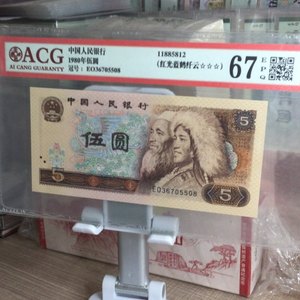 ACG
AI CANG GUARANTY
中国人民银行
1980年伍圆
冠号：EO36705508
11885812
(红光蓝鹤纤云☆☆☆)
67
EPQ
中国人民银行
伍圆
5
5
EO36705508